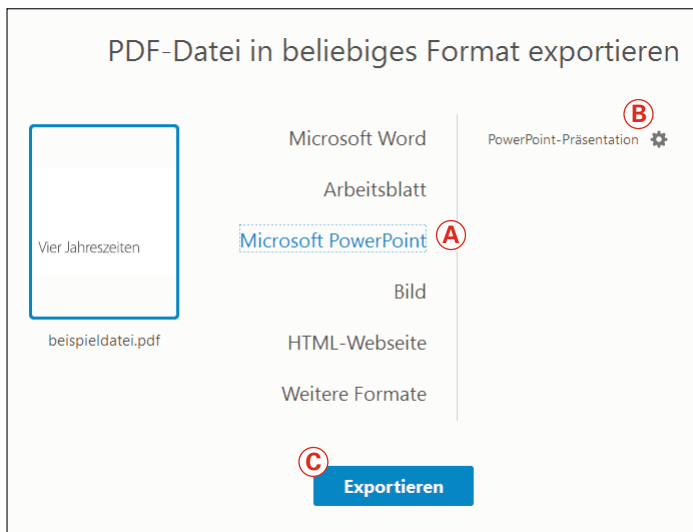 PDF-Datei in beliebiges Format exportieren
Vier Jahreszeiten
beispieldatei.pdf
Microsoft Word
Arbeitsblatt
Microsoft PowerPoint A
Bild
HTML-Webseite
Weitere Formate
B
PowerPoint-Präsentation
C
Exportieren